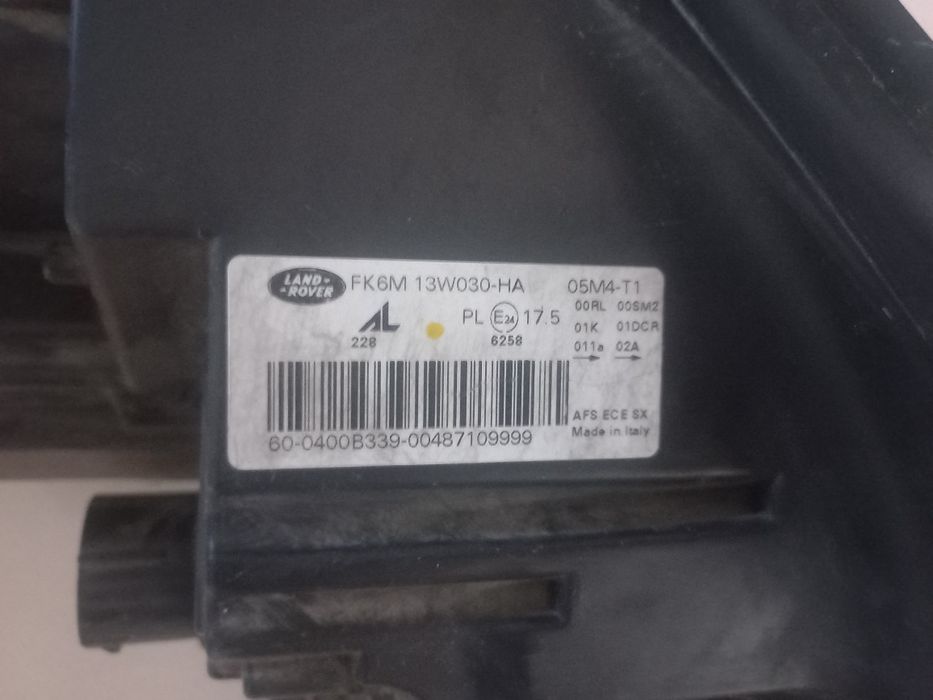 LAND-
-ROVER
FK6M 13W030-HA
05M4-T1
00RL 00SM2
01K 01DCR
011a 02A
AL
228
PL E24 17.5
6258
60-0400B339-00487109999
AFS ECE SX
Made in Italy